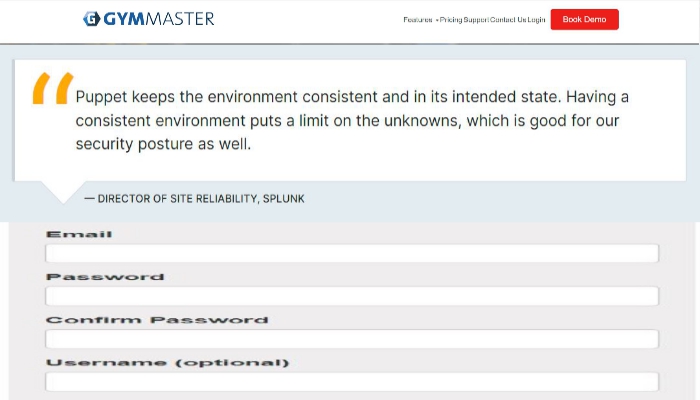 GYMMASTER
Features Pricing Support Contact Us Login Book Demo
“
Puppet keeps the environment consistent and in its intended state. Having a
consistent environment puts a limit on the unknowns, which is good for our
security posture as well.
— DIRECTOR OF SITE RELIABILITY, SPLUNK
Email
Password
Confirm Password
Username (optional)